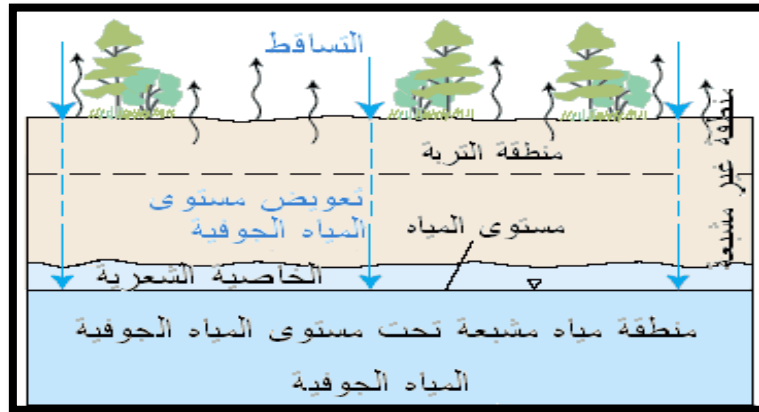 التساقط
منطقة غير مشبعة
منطقة التربة
تعويض مستوى
المياه الجوفية
مستوى المياه
الخاصية الشعرية
منطقة مياه مشبعة تحت مستوى المياه الجوفية
المياه الجوفية